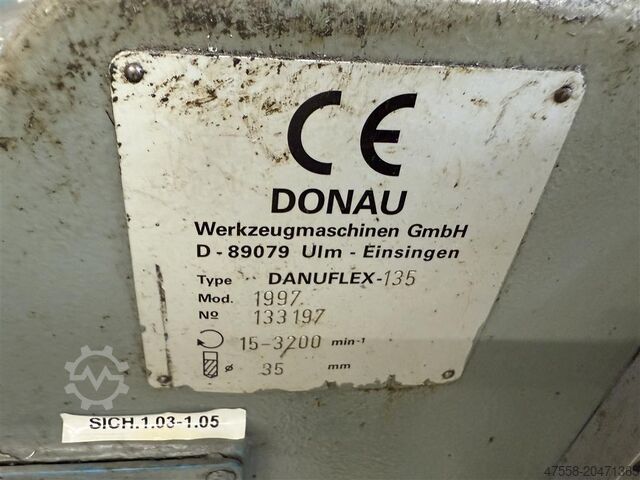 CE
DONAU
Werkzeugmaschinen GmbH
D - 89079 Ulm - Einsingen
Type DANUFLEX-135
Mod. 1997
Nº 133197
15-3200 min-1
ø 35 mm
SICH.1.03-1.05
47558-20471365